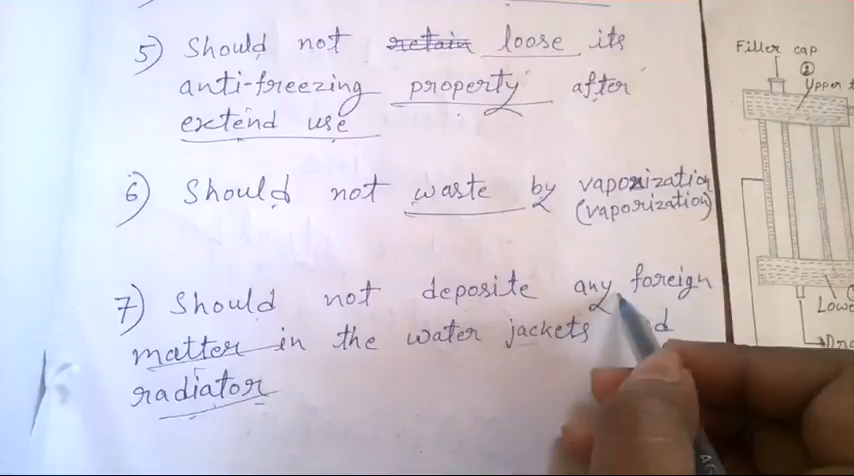 5) Should not retain loose its
anti-freezing property after
extend use
6) Should not waste by vaporization
(vaporization)
7) Should not deposite any foreign
matter in the water jackets
radiator
Filler cap
2
Upper
Lowe